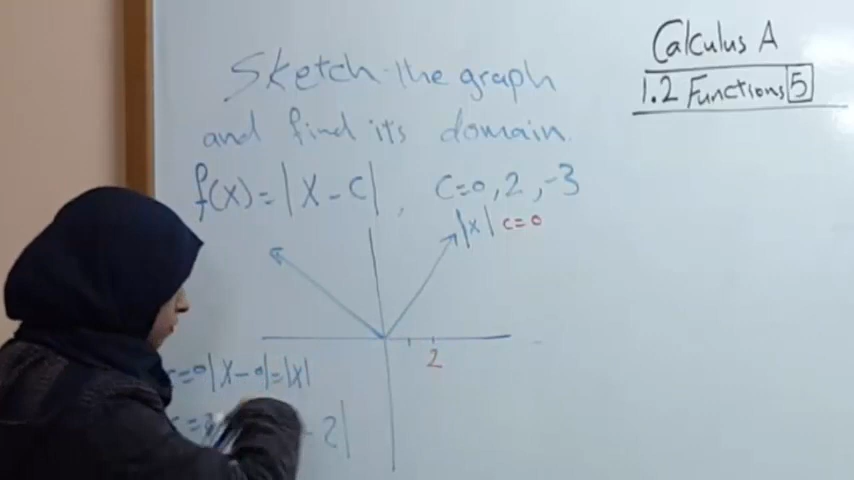 Calculus A
1.2 Functions 5
Sketch the graph
and find its domain.
f(x) = |x - c| , c=0, 2, -3
|x| c=0
2
c=0 |x-0|=|x|
- 2|